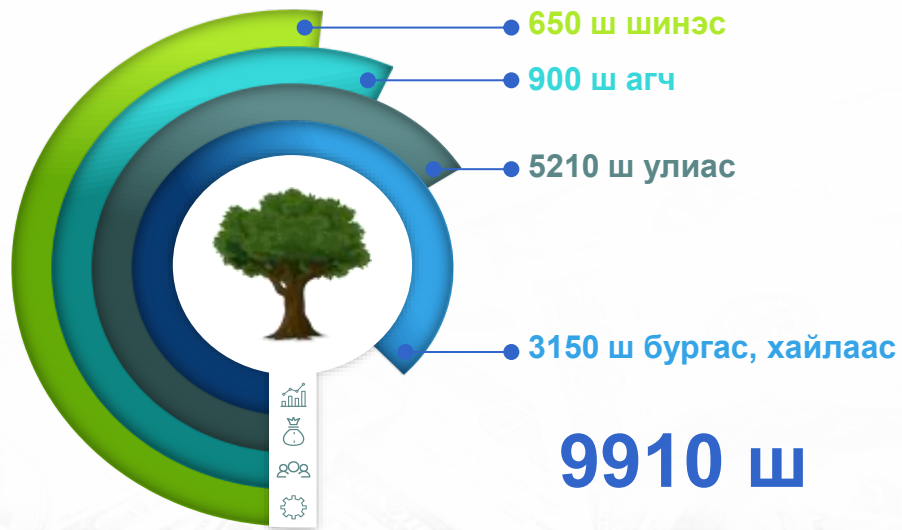 650 ш шинэс
900 ш агч
5210 ш улиас
3150 ш бургас, хайлаас
9910 ш